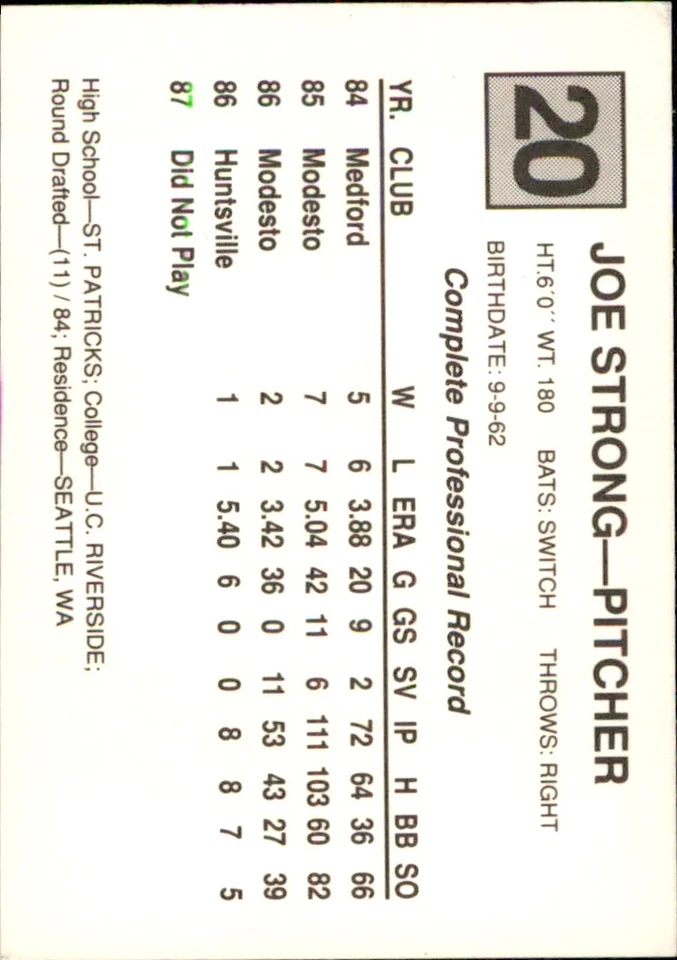 20
JOE STRONG—PITCHER
HT.6´0´´ WT. 180 BATS: SWITCH THROWS: RIGHT
BIRTHDATE: 9-9-62
Complete Professional Record
YR. CLUB W L ERA G GS SV IP H BB SO
84 Medford 5 6 3.88 20 9 2 72 64 36 66
85 Modesto 7 7 5.04 42 11 6 111 103 60 82
86 Modesto 2 2 3.42 36 0 11 53 43 27 39
86 Huntsville 1 1 5.40 6 0 0 8 8 7 5
87 Did Not Play
High School—ST. PATRICKS; College—U.C. RIVERSIDE;
Round Drafted—(11) / 84; Residence—SEATTLE, WA